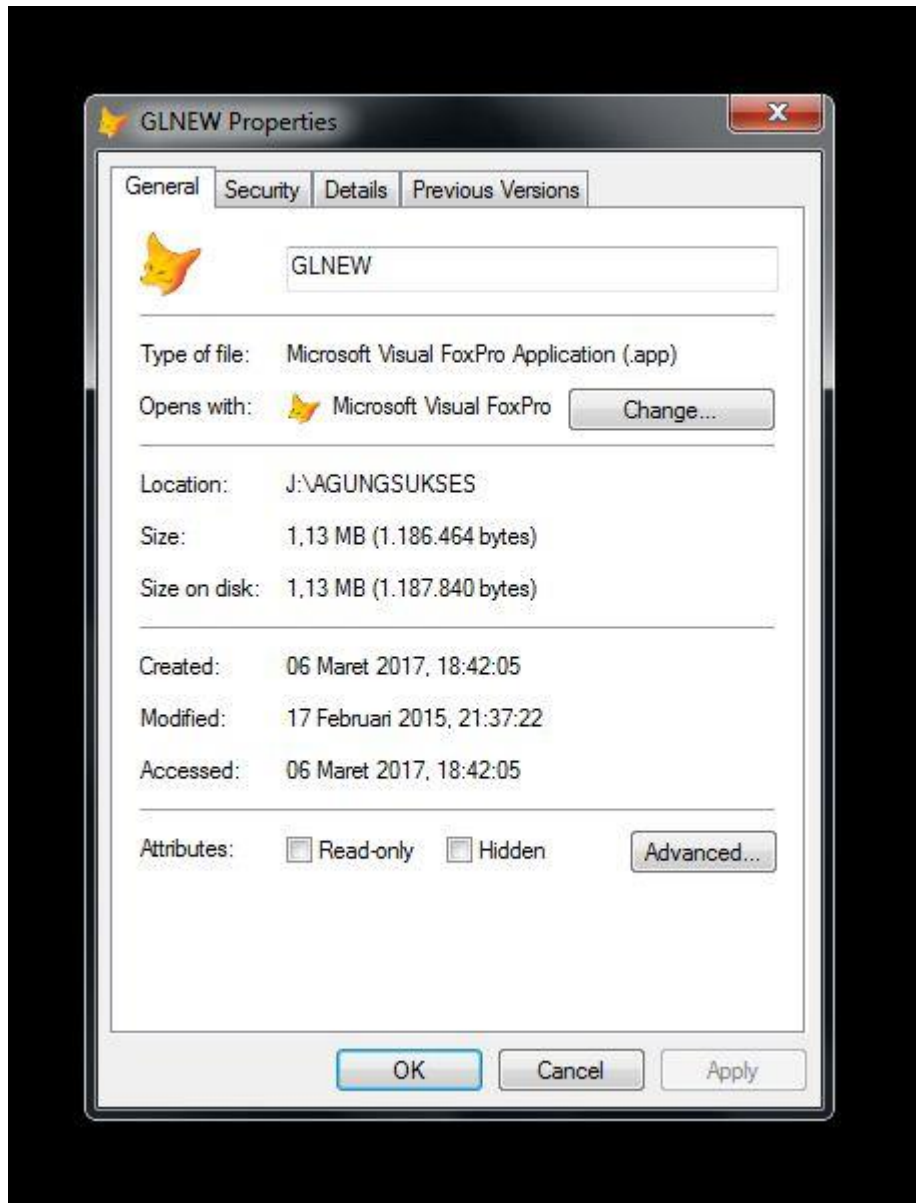 GLNEW Properties
General Security Details Previous Versions
GLNEW
Type of file: Microsoft Visual FoxPro Application (.app)
Opens with: Microsoft Visual FoxPro Change...
Location: J:\AGUNGSUKSES
Size: 1,13 MB (1.186.464 bytes)
Size on disk: 1,13 MB (1.187.840 bytes)
Created: 06 Maret 2017, 18:42:05
Modified: 17 Februari 2015, 21:37:22
Accessed: 06 Maret 2017, 18:42:05
Attributes: Read-only Hidden Advanced...
OK Cancel Apply